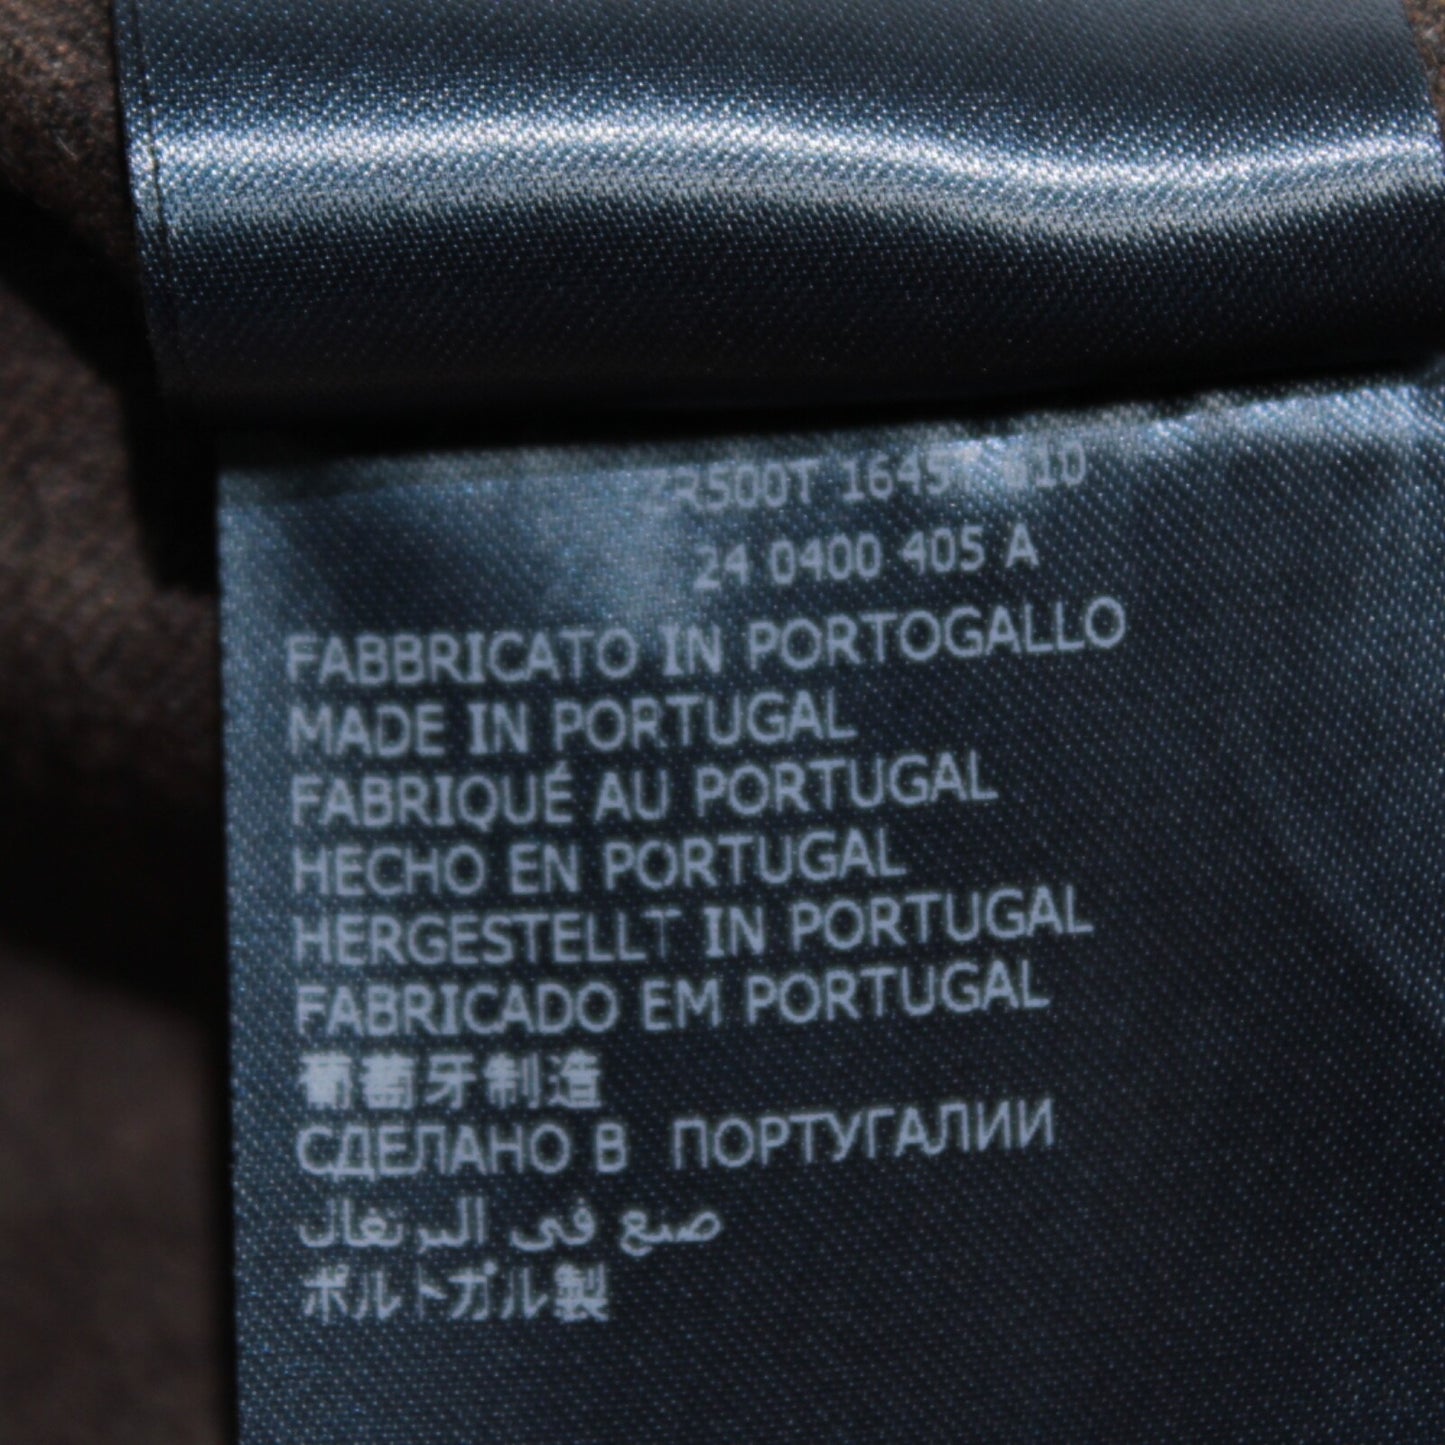 24 0400 405 A
FABBRICATO IN PORTOGALLO
MADE IN PORTUGAL
FABRIQUÉ AU PORTUGAL
HECHO EN PORTUGAL
HERGESTELLT IN PORTUGAL
FABRICADO EM PORTUGAL
葡萄牙制造
СДЕЛАНО В ПОРТУГАЛИИ
صنع في البرتغال
ポルトガル製